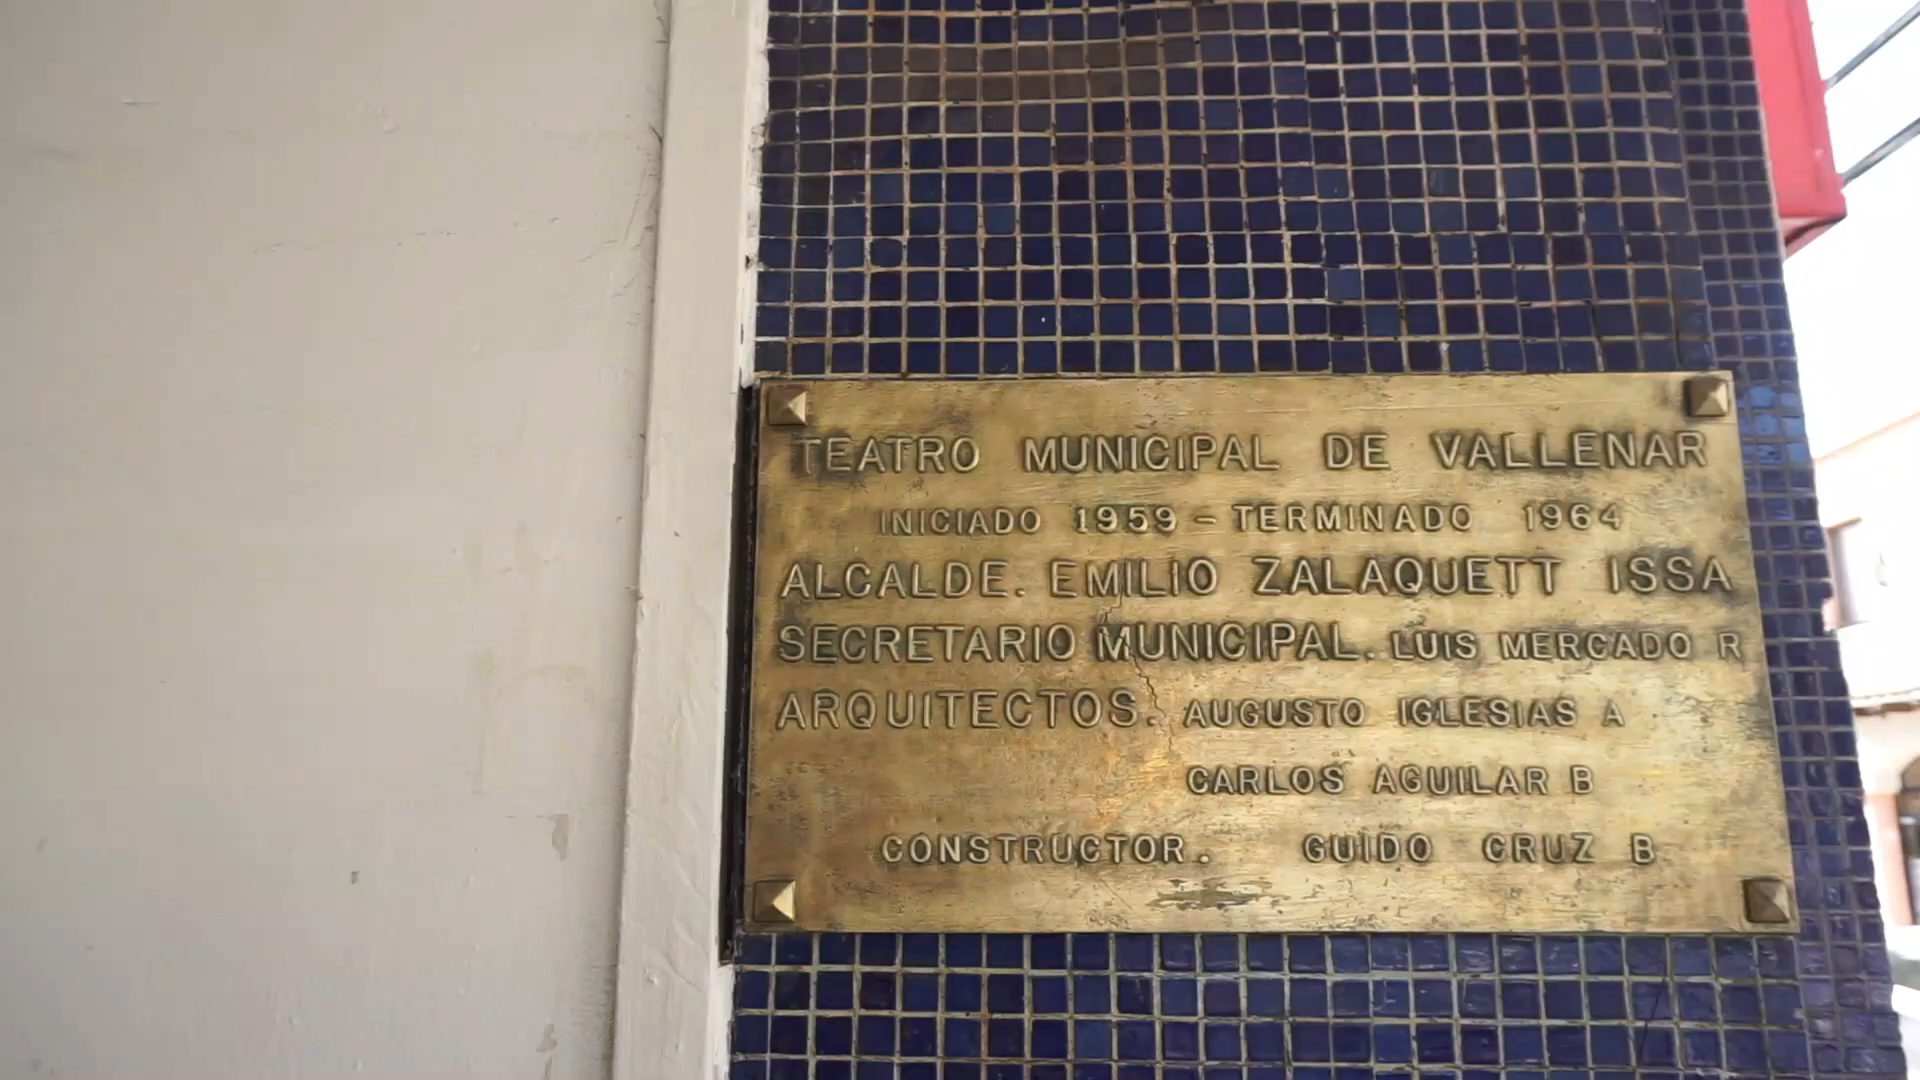 TEATRO MUNICIPAL DE VALLENAR
INICIADO 1959 - TERMINADO 1964
ALCALDE. EMILIO ZALAQUETT ISSA
SECRETARIO MUNICIPAL. LUIS MERCADO R
ARQUITECTOS. AUGUSTO IGLESIAS A
CARLOS AGUILAR B
CONSTRUCTOR. GUIDO CRUZ B